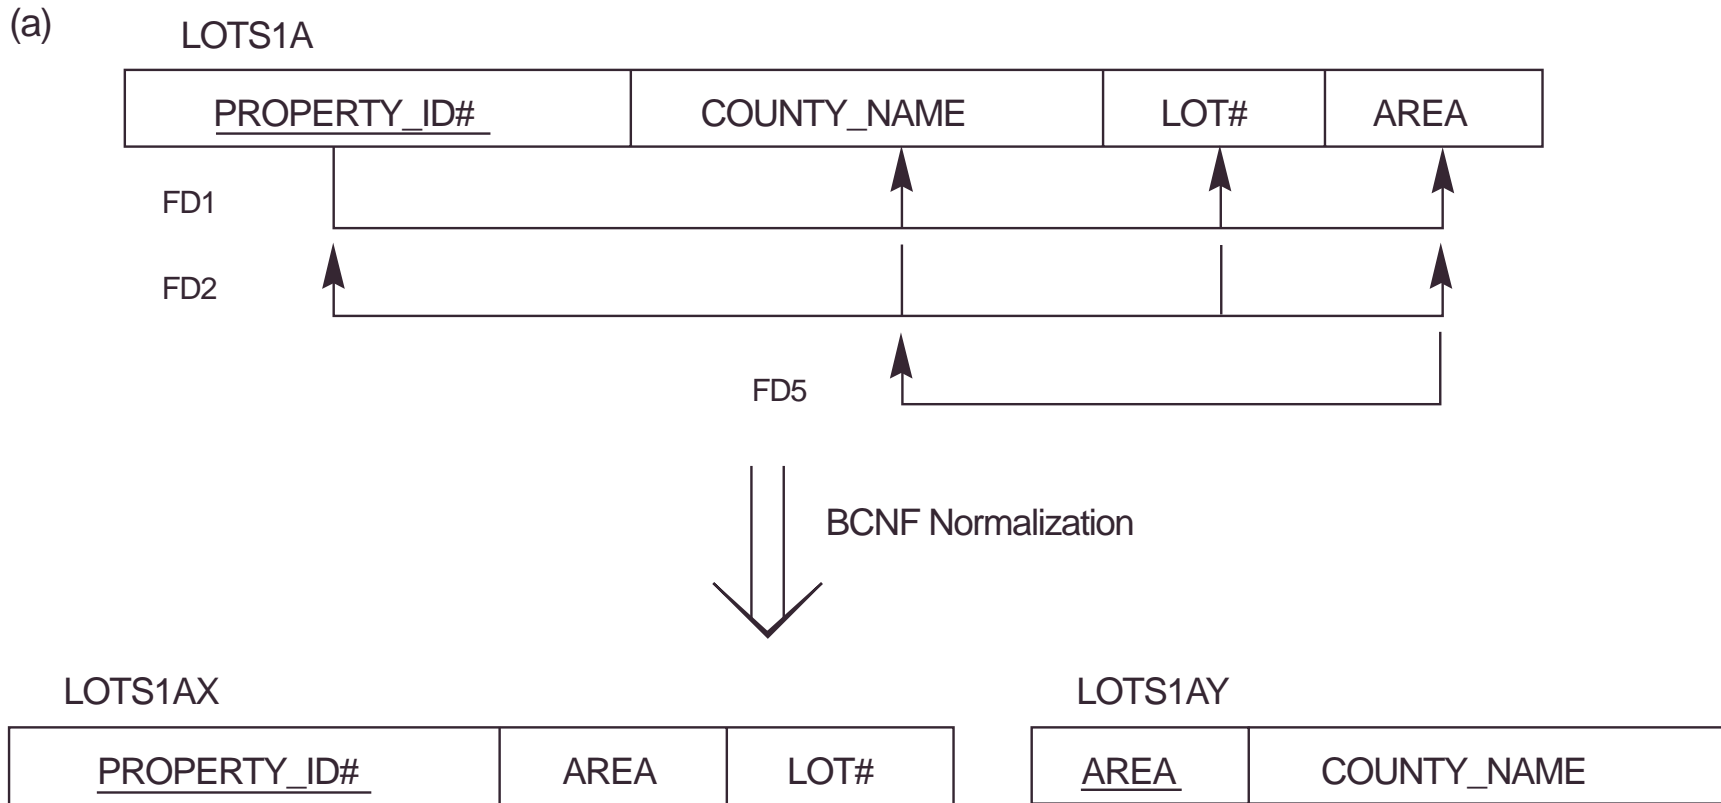 (a)
LOTS1A
PROPERTY_ID# COUNTY_NAME LOT# AREA
FD1
FD2
FD5
BCNF Normalization
LOTS1AX LOTS1AY
PROPERTY_ID# AREA LOT# AREA COUNTY_NAME